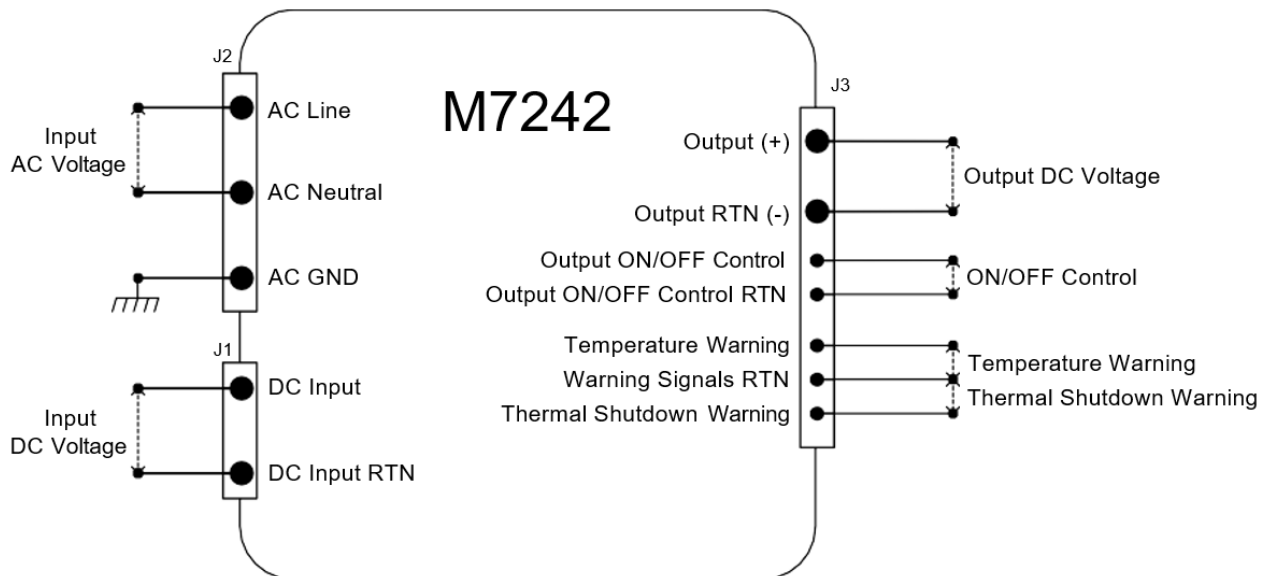 M7242
J2
Input
AC Voltage
AC Line
AC Neutral
AC GND
J1
Input
DC Voltage
DC Input
DC Input RTN
J3
Output (+)
Output RTN (-)
Output DC Voltage
Output ON/OFF Control
Output ON/OFF Control RTN
ON/OFF Control
Temperature Warning
Warning Signals RTN
Thermal Shutdown Warning
Temperature Warning
Thermal Shutdown Warning